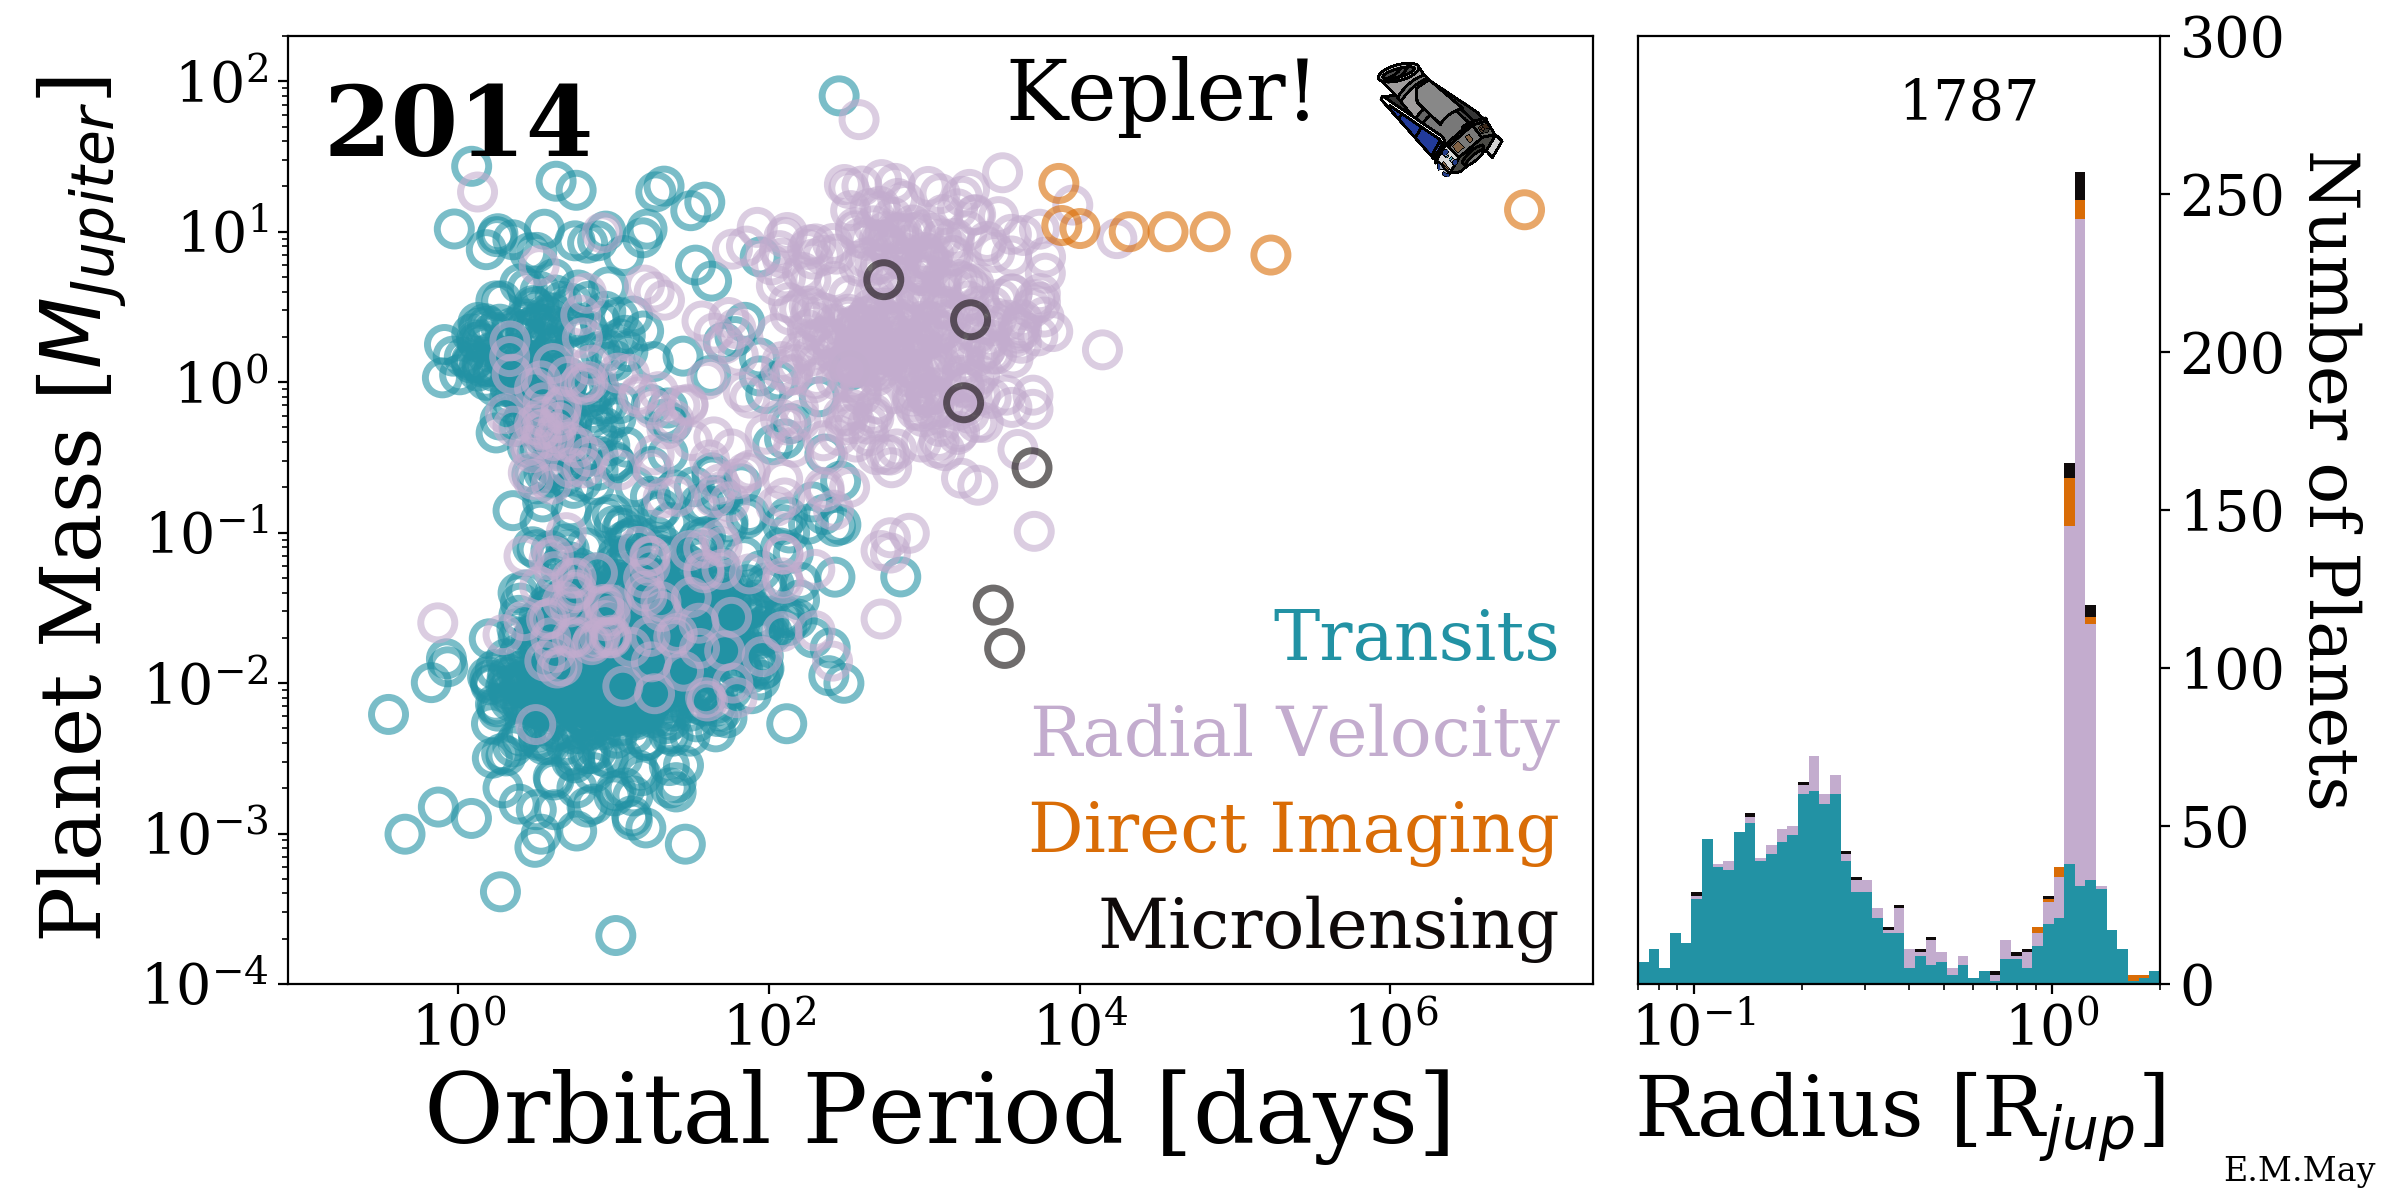 2014
Kepler!
1787
Planet Mass [M_Jupiter]
10^2
10^1
10^0
10^-1
10^-2
10^-3
10^-4
Transits
Radial Velocity
Direct Imaging
Microlensing
10^0 10^2 10^4 10^6
Orbital Period [days]
300
250
200
150
100
50
0
Number of Planets
10^-1 10^0
Radius [R_jup]
E.M.May